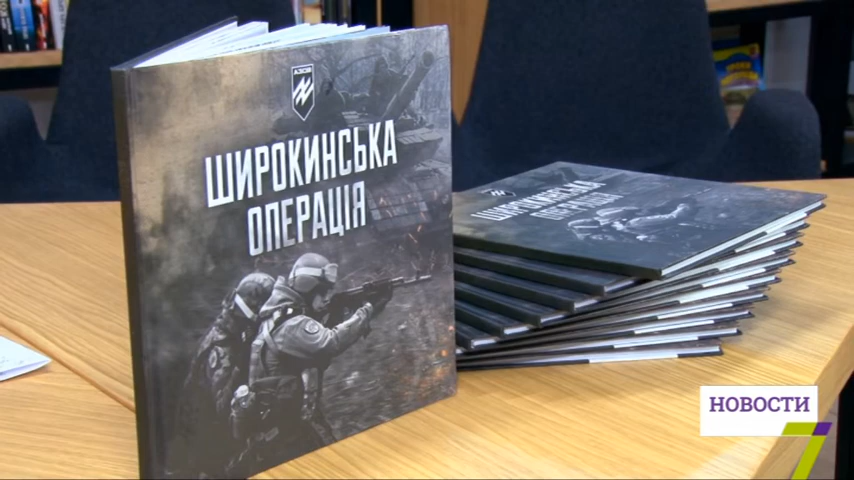 АЗОВ
ШИРОКИНСЬКА
ОПЕРАЦІЯ
ШИРОКИНСЬКА
ОПЕРАЦІЯ
НОВОСТИ
7